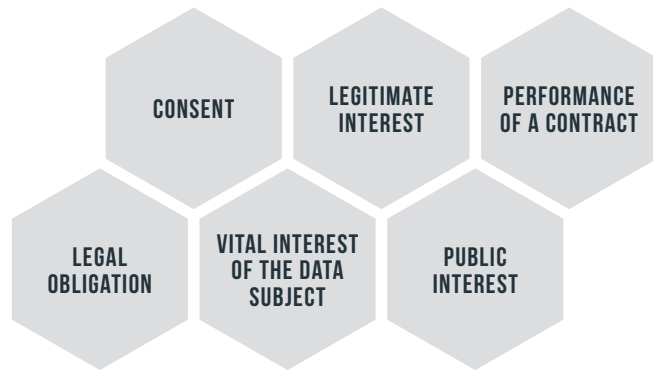 CONSENT
LEGITIMATE
INTEREST
PERFORMANCE
OF A CONTRACT
LEGAL
OBLIGATION
VITAL INTEREST
OF THE DATA
SUBJECT
PUBLIC
INTEREST